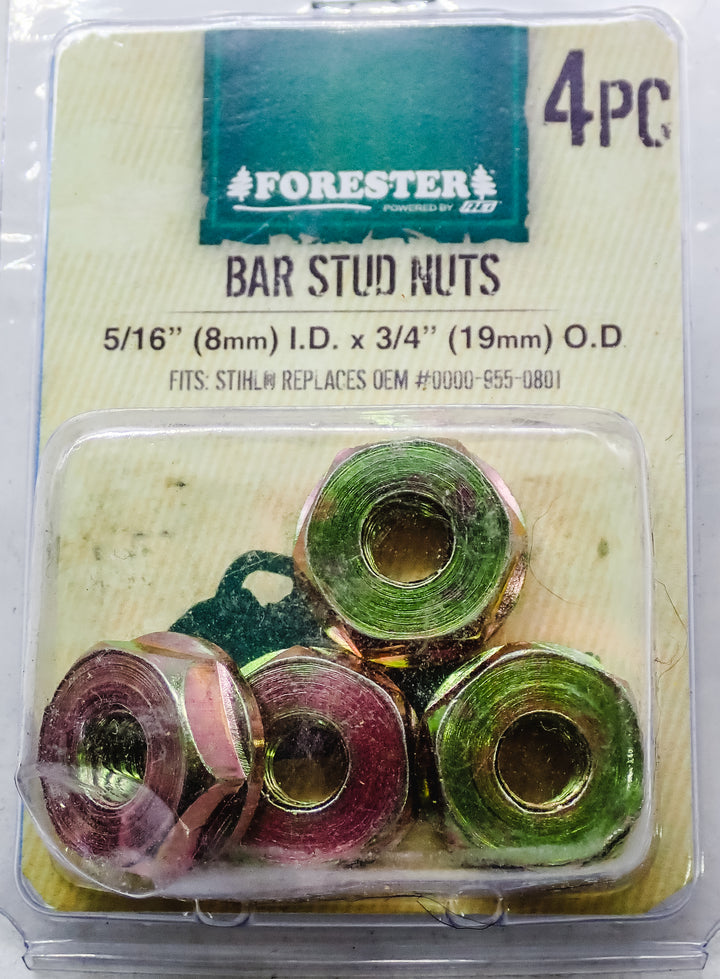 4PC
FORESTER
POWERED BY
BAR STUD NUTS
5/16" (8mm) I.D. x 3/4" (19mm) O.D
FITS: STIHL® REPLACES OEM #0000-955-0801